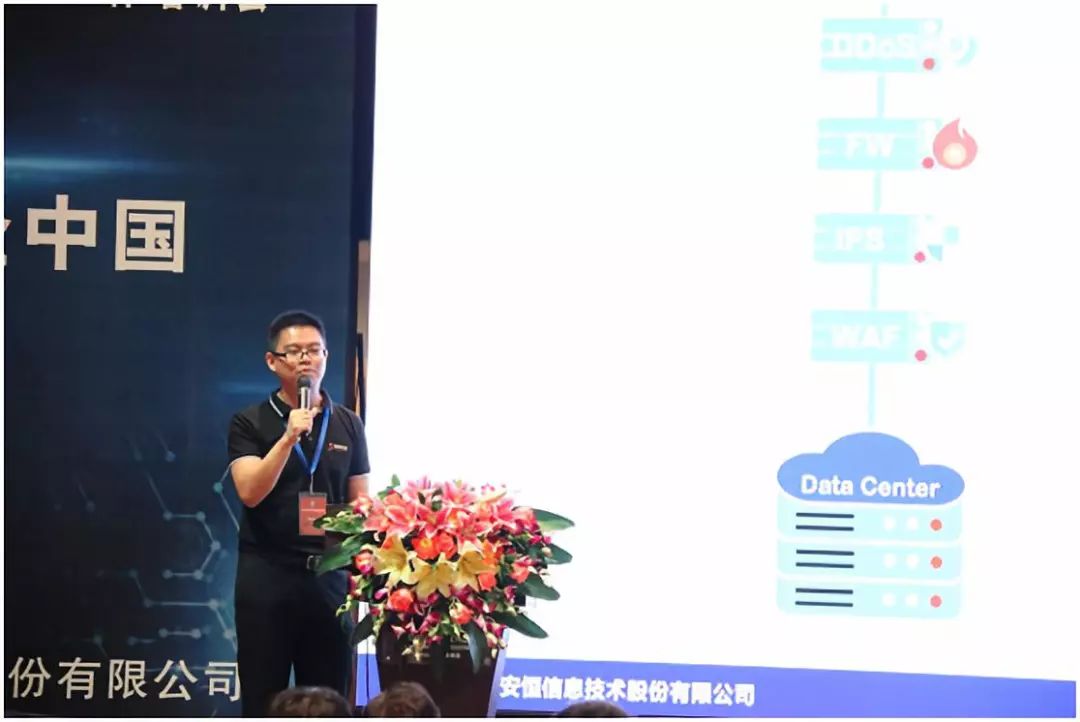 中国
份有限公司
DDoS
FW
IPS
WAF
Data Center
安恒信息技术股份有限公司